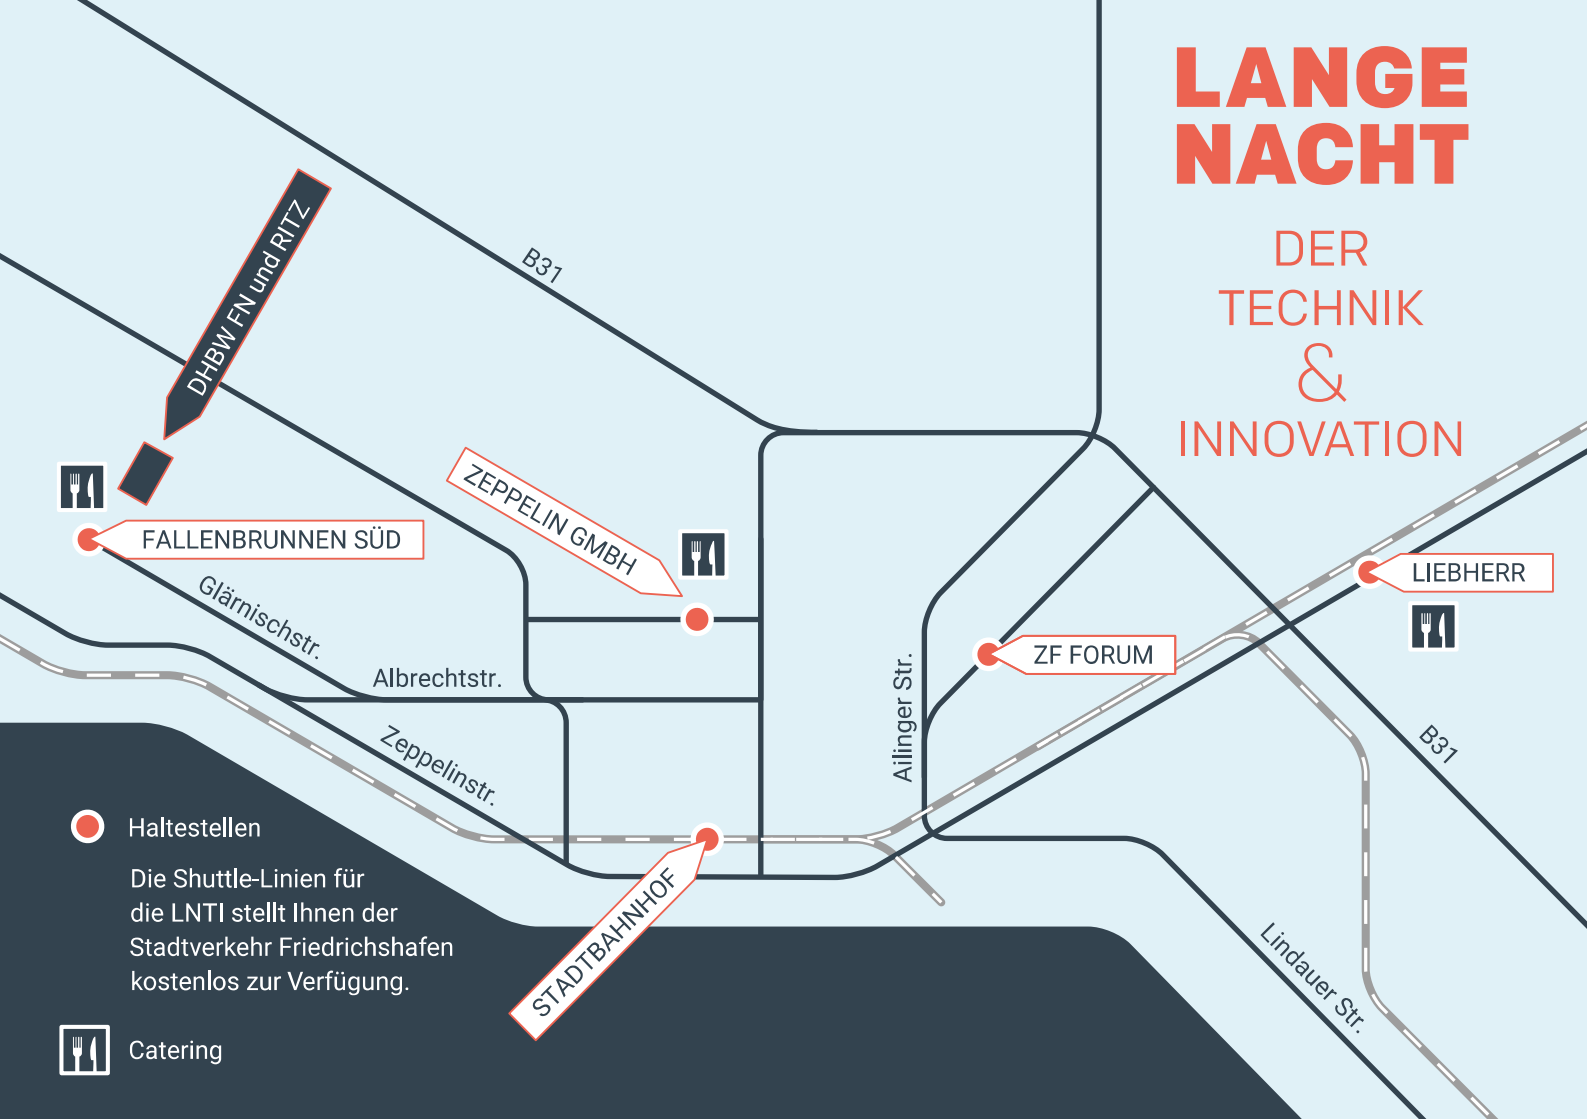 LANGE
NACHT
DER
TECHNIK
&
INNOVATION
B31
DHBW FN und RITZ
ZEPPELIN GMBH
FALLENBRUNNEN SÜD
LIEBHERR
Glärnischstr.
ZF FORUM
Albrechtstr.
Ailinger Str.
Zeppelinstr.
B31
STADTBAHNHOF
Lindauer Str.
Haltestellen
Die Shuttle-Linien für
die LNTI stellt Ihnen der
Stadtverkehr Friedrichshafen
kostenlos zur Verfügung.
Catering